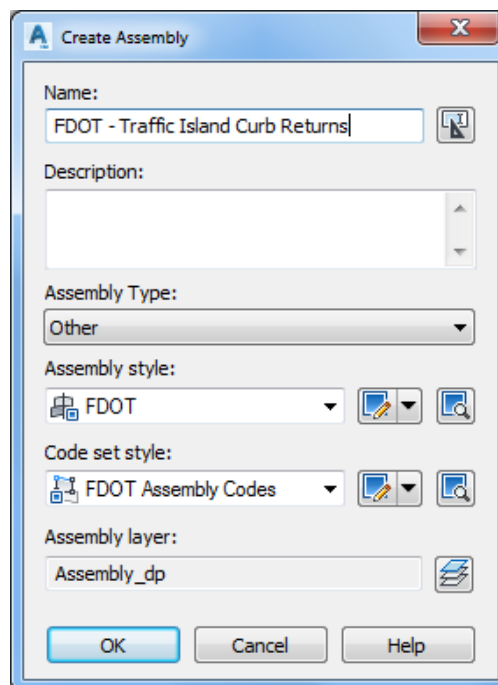 Create Assembly
Name:
FDOT - Traffic Island Curb Returns
Description:
Assembly Type:
Other
Assembly style:
FDOT
Code set style:
FDOT Assembly Codes
Assembly layer:
Assembly_dp
OK Cancel Help